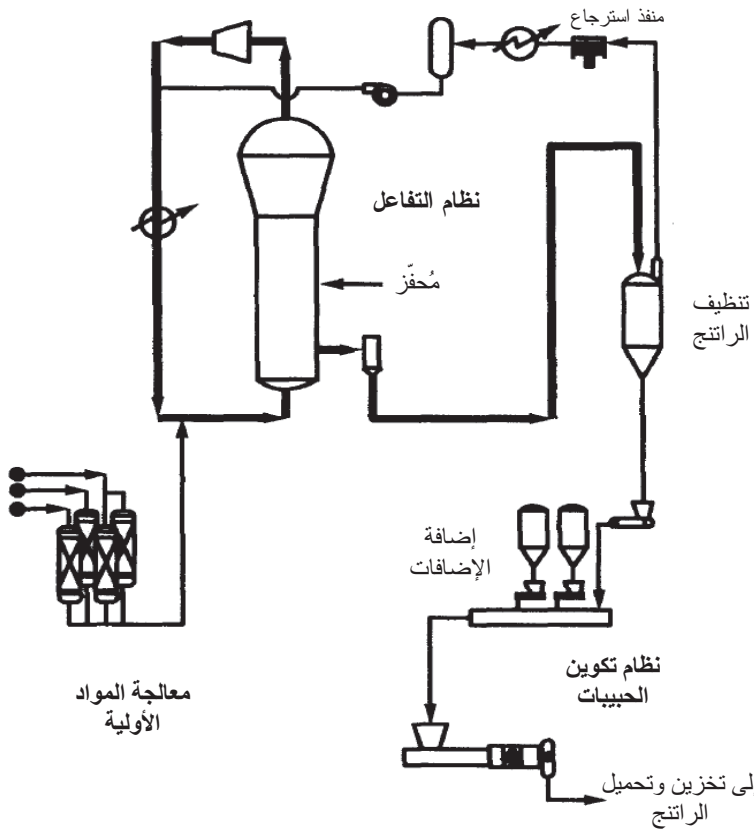 منفذ استرجاع
نظام التفاعل
مُحفّز
تنظيف
الراتنج
إضافة
الإضافات
نظام تكوين
الحبيبات
معالجة المواد
الأولية
لى تخزين وتحميل
الراتنج